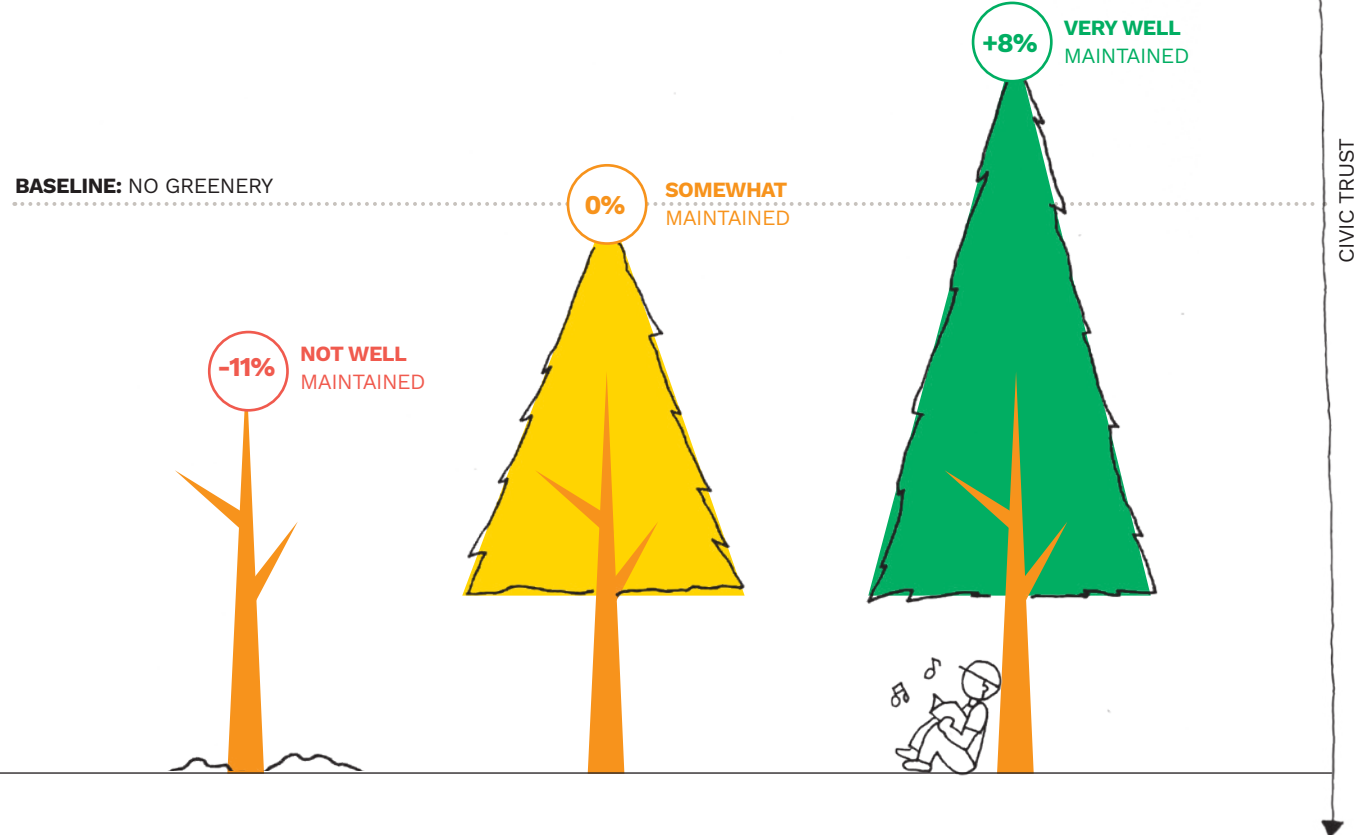 +8%
VERY WELL
MAINTAINED
BASELINE: NO GREENERY
0%
SOMEWHAT
MAINTAINED
CIVIC TRUST
-11%
NOT WELL
MAINTAINED